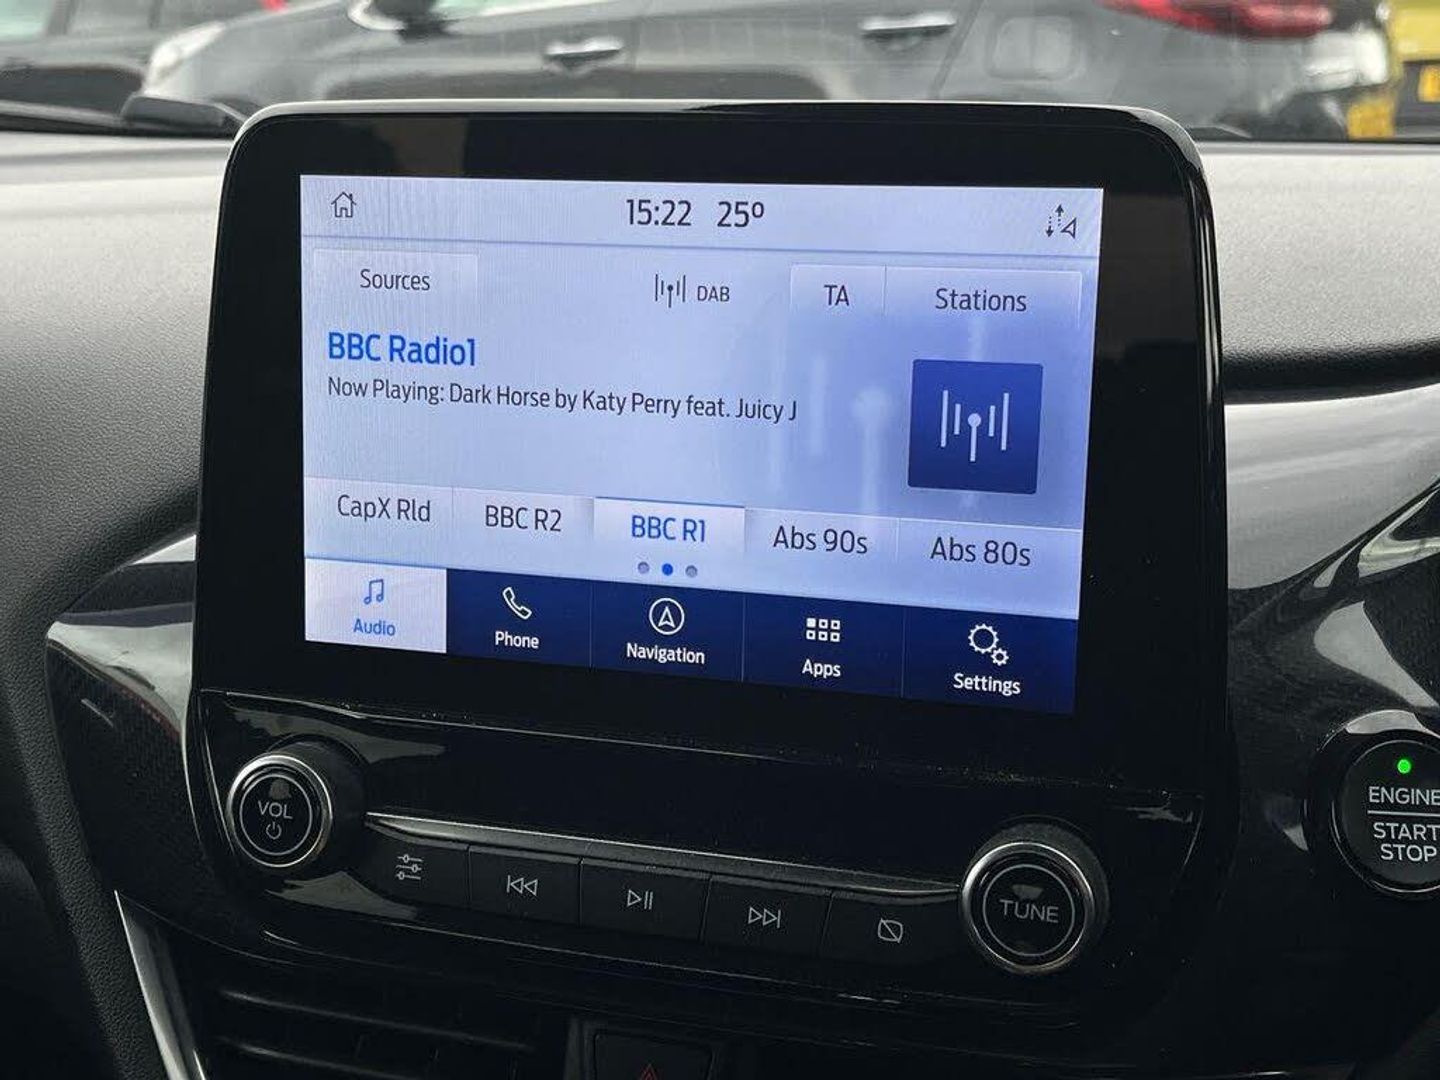 15:22 25º
Sources DAB TA Stations
BBC Radio1
Now Playing: Dark Horse by Katy Perry feat. Juicy J
CapX Rld BBC R2 BBC R1 Abs 90s Abs 80s
Audio Phone Navigation Apps Settings
VOL
TUNE
ENGINE
START
STOP